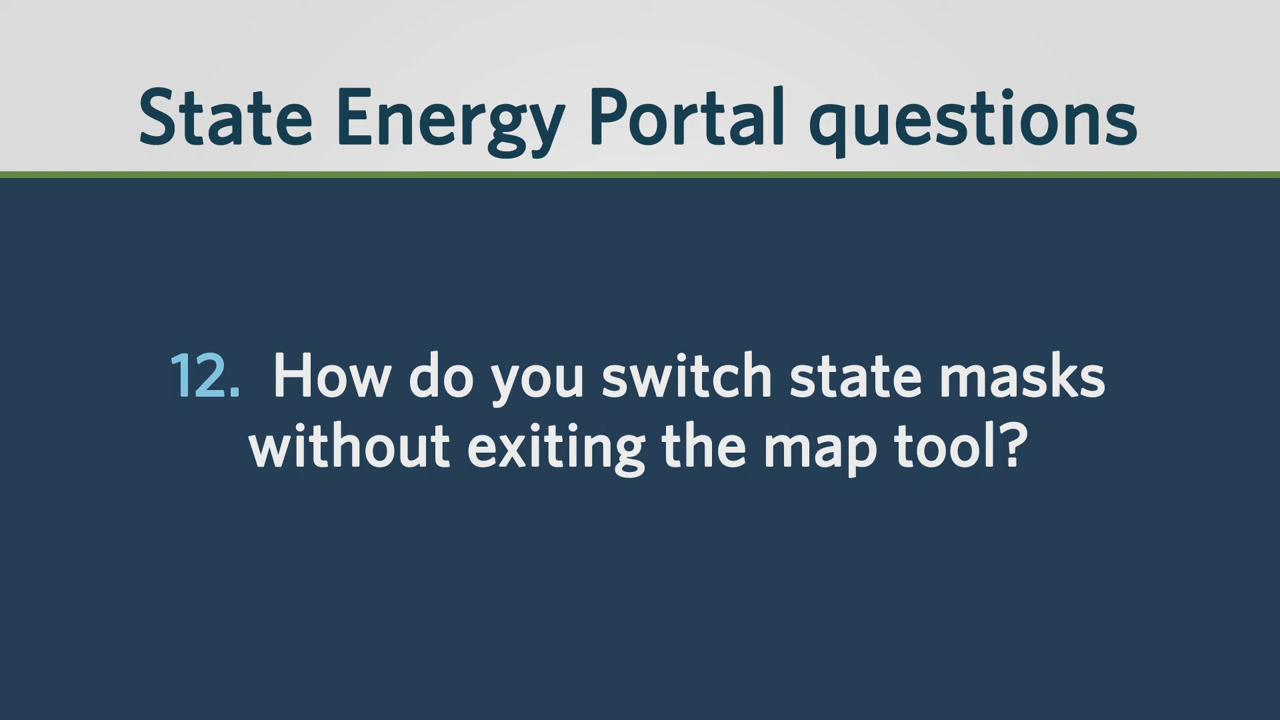 State Energy Portal questions
12. How do you switch state masks
without exiting the map tool?